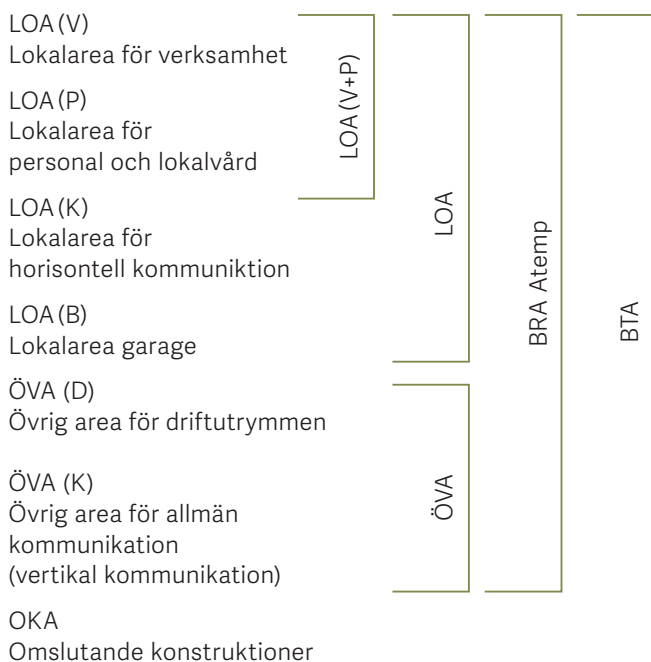 LOA (V)
Lokalarea för verksamhet
LOA (P)
Lokalarea för
personal och lokalvård
LOA (K)
Lokalarea för
horisontell kommuniktion
LOA (B)
Lokalarea garage
ÖVA (D)
Övrig area för driftutrymmen
ÖVA (K)
Övrig area för allmän
kommunikation
(vertikal kommunikation)
OKA
Omslutande konstruktioner
LOA (V+P)
LOA
ÖVA
BRA Atemp
BTA